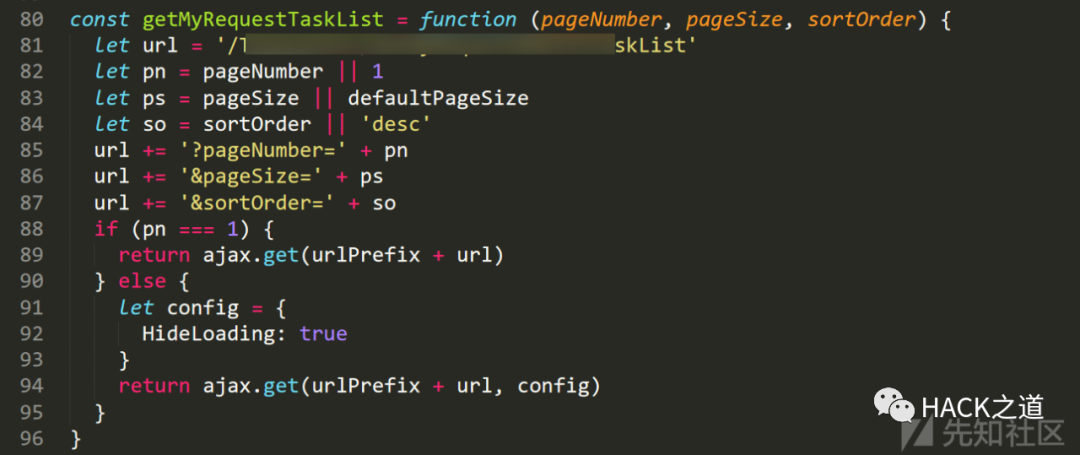 80 const getMyRequestTaskList = function (pageNumber, pageSize, sortOrder) {
81 let url = '/ skList'
82 let pn = pageNumber || 1
83 let ps = pageSize || defaultPageSize
84 let so = sortOrder || 'desc'
85 url += '?pageNumber=' + pn
86 url += '&pageSize=' + ps
87 url += '&sortOrder=' + so
88 if (pn === 1) {
89 return ajax.get(urlPrefix + url)
90 } else {
91 let config = {
92 HideLoading: true
93 }
94 return ajax.get(urlPrefix + url, config)
95 }
96 }
HACK之道
先知社区